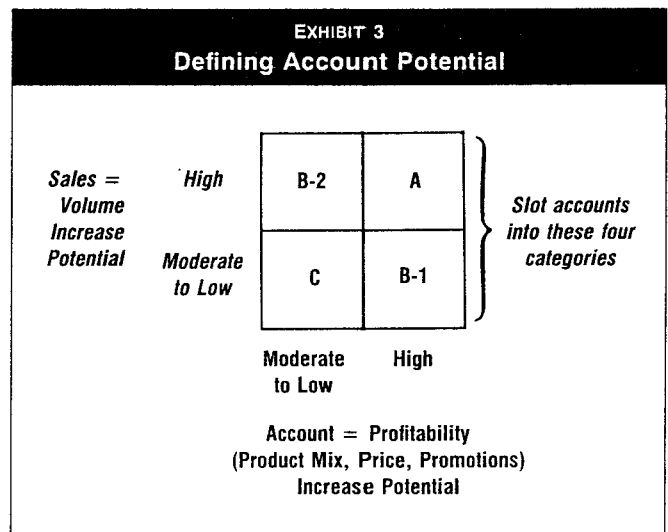 EXHIBIT 3
Defining Account Potential
Sales =
Volume
Increase
Potential
High
B-2
A
Moderate
to Low
C
B-1
Slot accounts
into these four
categories
Moderate
to Low
High
Account = Profitability
(Product Mix, Price, Promotions)
Increase Potential